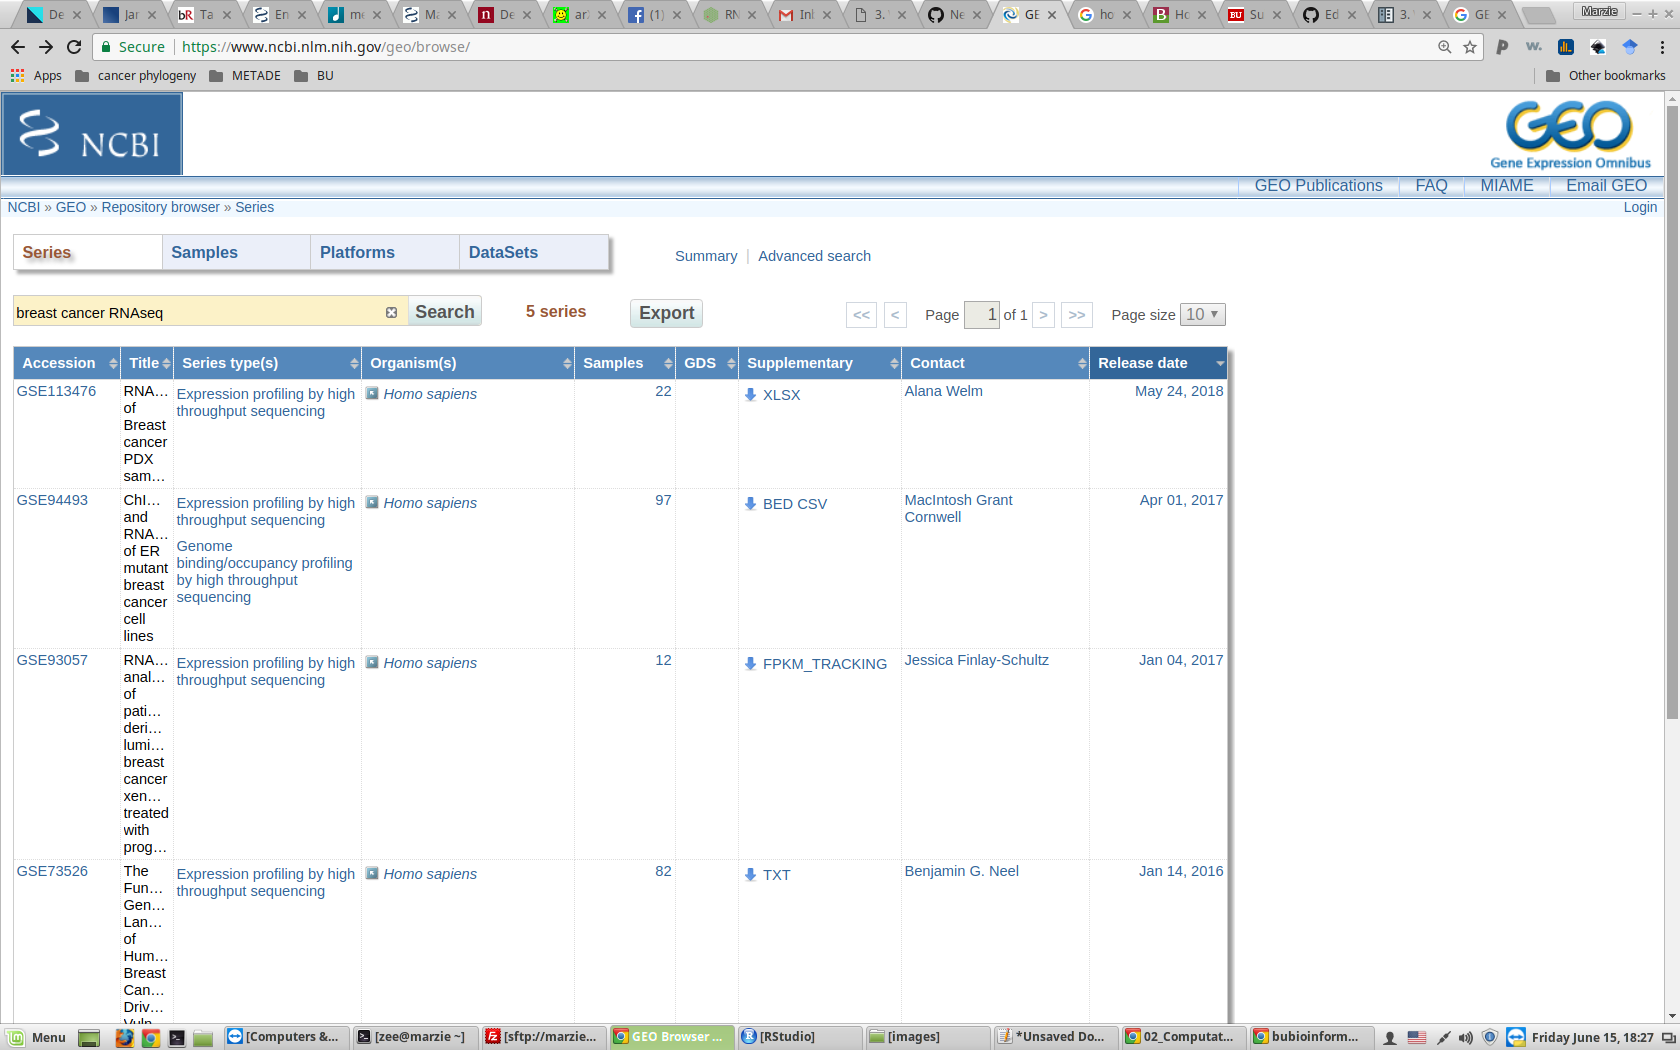 De Jan bR Ta En me Ma n De ar (1) RN Inb 3. Ne GE ho B Ho BU Su Ed 3. GE Marzie
Secure https://www.ncbi.nlm.nih.gov/geo/browse/
Apps cancer phylogeny METADE BU Other bookmarks
NCBI
GEO
Gene Expression Omnibus
GEO Publications FAQ MIAME Email GEO
NCBI » GEO » Repository browser » Series Login
Series Samples Platforms DataSets Summary | Advanced search
breast cancer RNAseq Search 5 series Export << < Page 1 of 1 > >> Page size 10
Accession Title Series type(s) Organism(s) Samples GDS Supplementary Contact Release date
GSE113476 RNA... Expression profiling by high Homo sapiens 22 XLSX Alana Welm May 24, 2018
of throughput sequencing
Breast
cancer
PDX
sam...
GSE94493 ChI... Expression profiling by high Homo sapiens 97 BED CSV MacIntosh Grant Apr 01, 2017
and throughput sequencing Cornwell
RNA...
of ER Genome
mutant binding/occupancy profiling
breast by high throughput
cancer sequencing
cell
lines
GSE93057 RNA... Expression profiling by high Homo sapiens 12 FPKM_TRACKING Jessica Finlay-Schultz Jan 04, 2017
anal... throughput sequencing
of
pati...
deri...
lumi...
breast
cancer
xen...
treated
with
prog...
GSE73526 The Expression profiling by high Homo sapiens 82 TXT Benjamin G. Neel Jan 14, 2016
Fun... throughput sequencing
Gen...
Lan...
of
Hum...
Breast
Can...
Driv...
Vuln...
Menu [Computers &... [zee@marzie ~] [sftp://marzie... GEO Browser ... [RStudio] [images] *Unsaved Do... 02_Computat... bubioinform... Friday June 15, 18:27